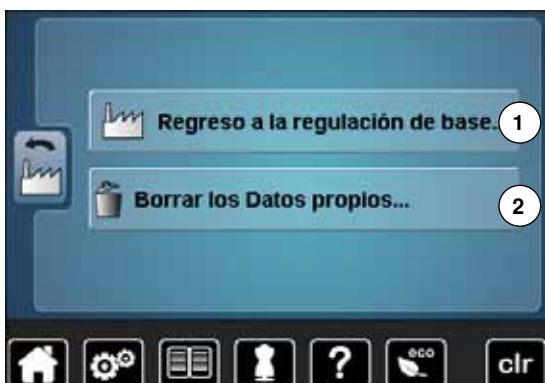 Regreso a la regulación de base..
1
Borrar los Datos propios...
2
?
eco
clr